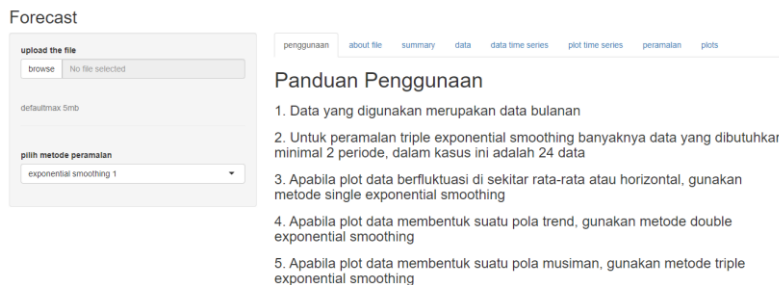 Forecast
upload the file
browse No file selected
defaultmax 5mb
pilih metode peramalan
exponential smoothing 1
penggunaan about file summary data data time series plot time series peramalan plots
Panduan Penggunaan
1. Data yang digunakan merupakan data bulanan
2. Untuk peramalan triple exponential smoothing banyaknya data yang dibutuhkan
minimal 2 periode, dalam kasus ini adalah 24 data
3. Apabila plot data berfluktuasi di sekitar rata-rata atau horizontal, gunakan
metode single exponential smoothing
4. Apabila plot data membentuk suatu pola trend, gunakan metode double
exponential smoothing
5. Apabila plot data membentuk suatu pola musiman, gunakan metode triple
exponential smoothing